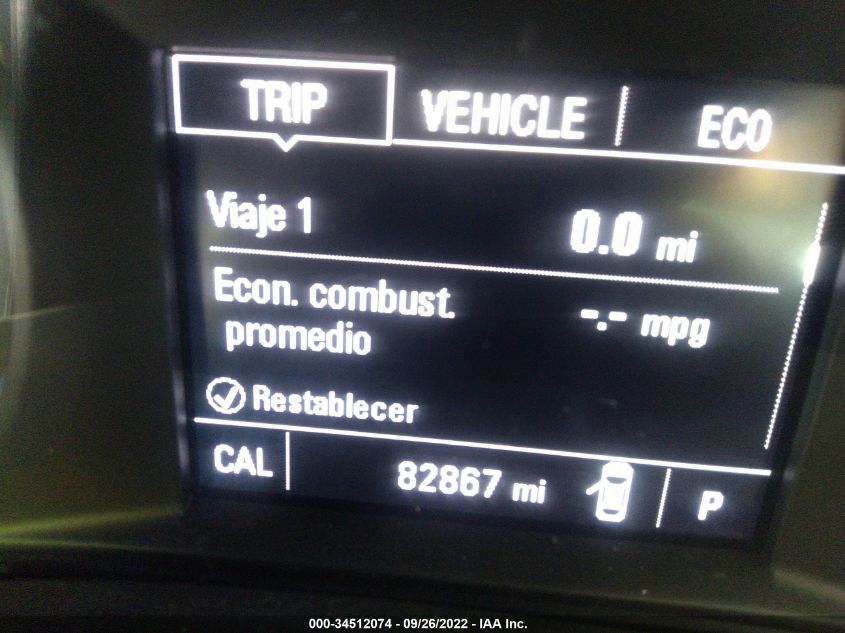 TRIP VEHICLE ECO
Viaje 1 0.0 mi
Econ. combust. -.- mpg
promedio
Restablecer
CAL 82867 mi P
000-34512074 - 09/26/2022 - IAA Inc.